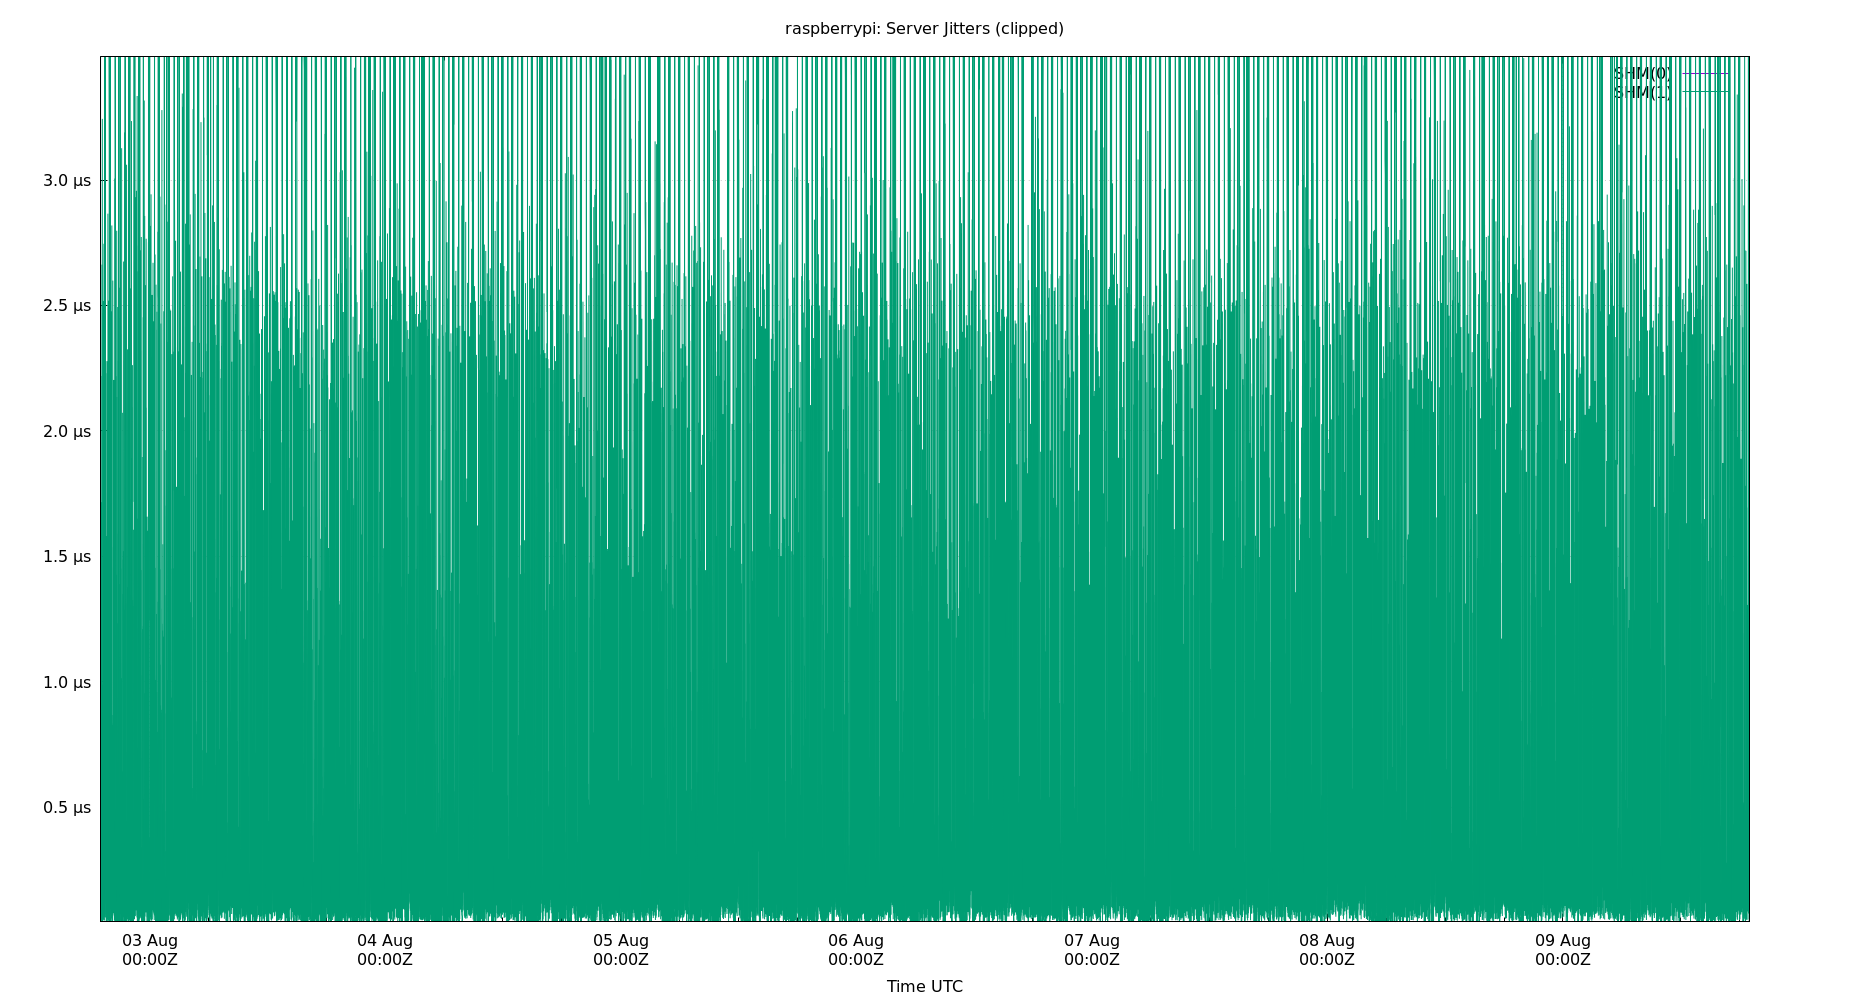 raspberrypi: Server Jitters (clipped)
SHM(0)
SHM(1)
3.0 µs
2.5 µs
2.0 µs
1.5 µs
1.0 µs
0.5 µs
03 Aug 04 Aug 05 Aug 06 Aug 07 Aug 08 Aug 09 Aug
00:00Z 00:00Z 00:00Z 00:00Z 00:00Z 00:00Z 00:00Z
Time UTC